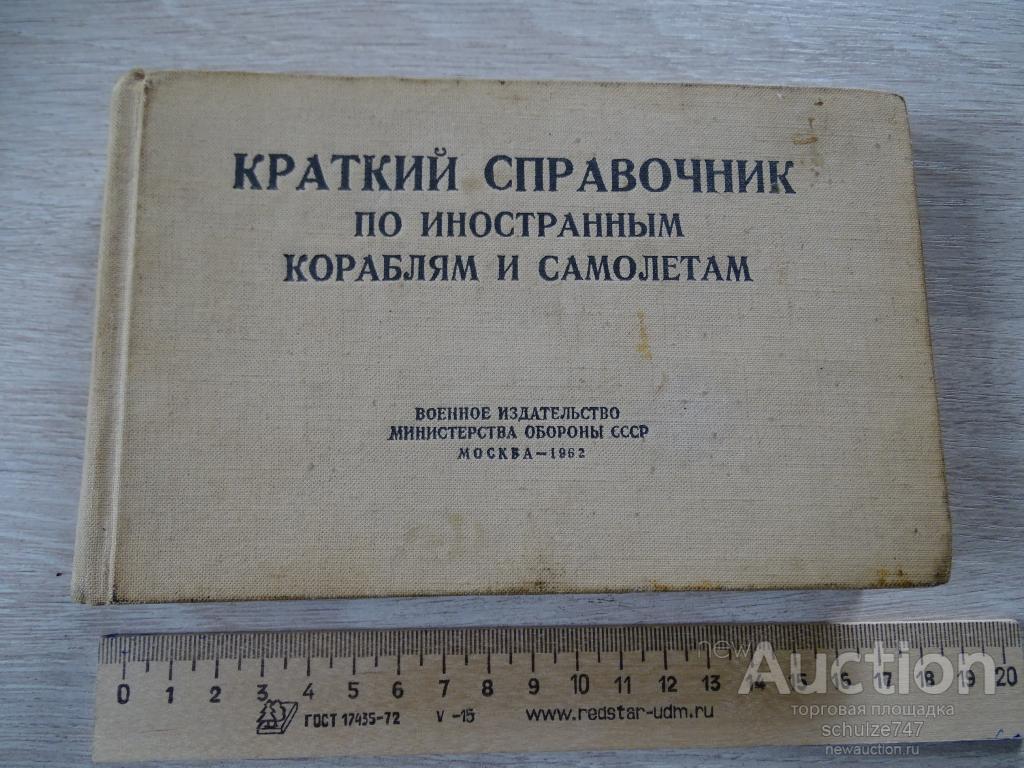 КРАТКИЙ СПРАВОЧНИК
ПО ИНОСТРАННЫМ
КОРАБЛЯМ И САМОЛЕТАМ
ВОЕННОЕ ИЗДАТЕЛЬСТВО
МИНИСТЕРСТВА ОБОРОНЫ СССР
МОСКВА — 1962
0 1 2 3 4 5 6 7 8 9 10 11 12 13 14 15 16 17 18 19 20
ГОСТ 17435-72 V -15 www.redstar-udm.ru
newAuction
торговая площадка
schulze747
newauction.ru